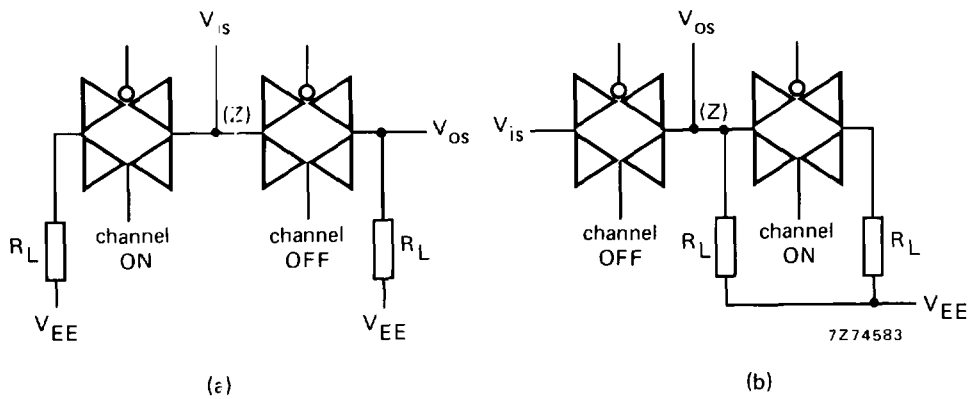 V_is
V_os
(Z)
V_os
R_L
channel
ON
channel
OFF
R_L
V_EE
V_EE
(a)
V_is
(Z)
channel
OFF
R_L
channel
ON
R_L
V_EE
7Z74583
(b)